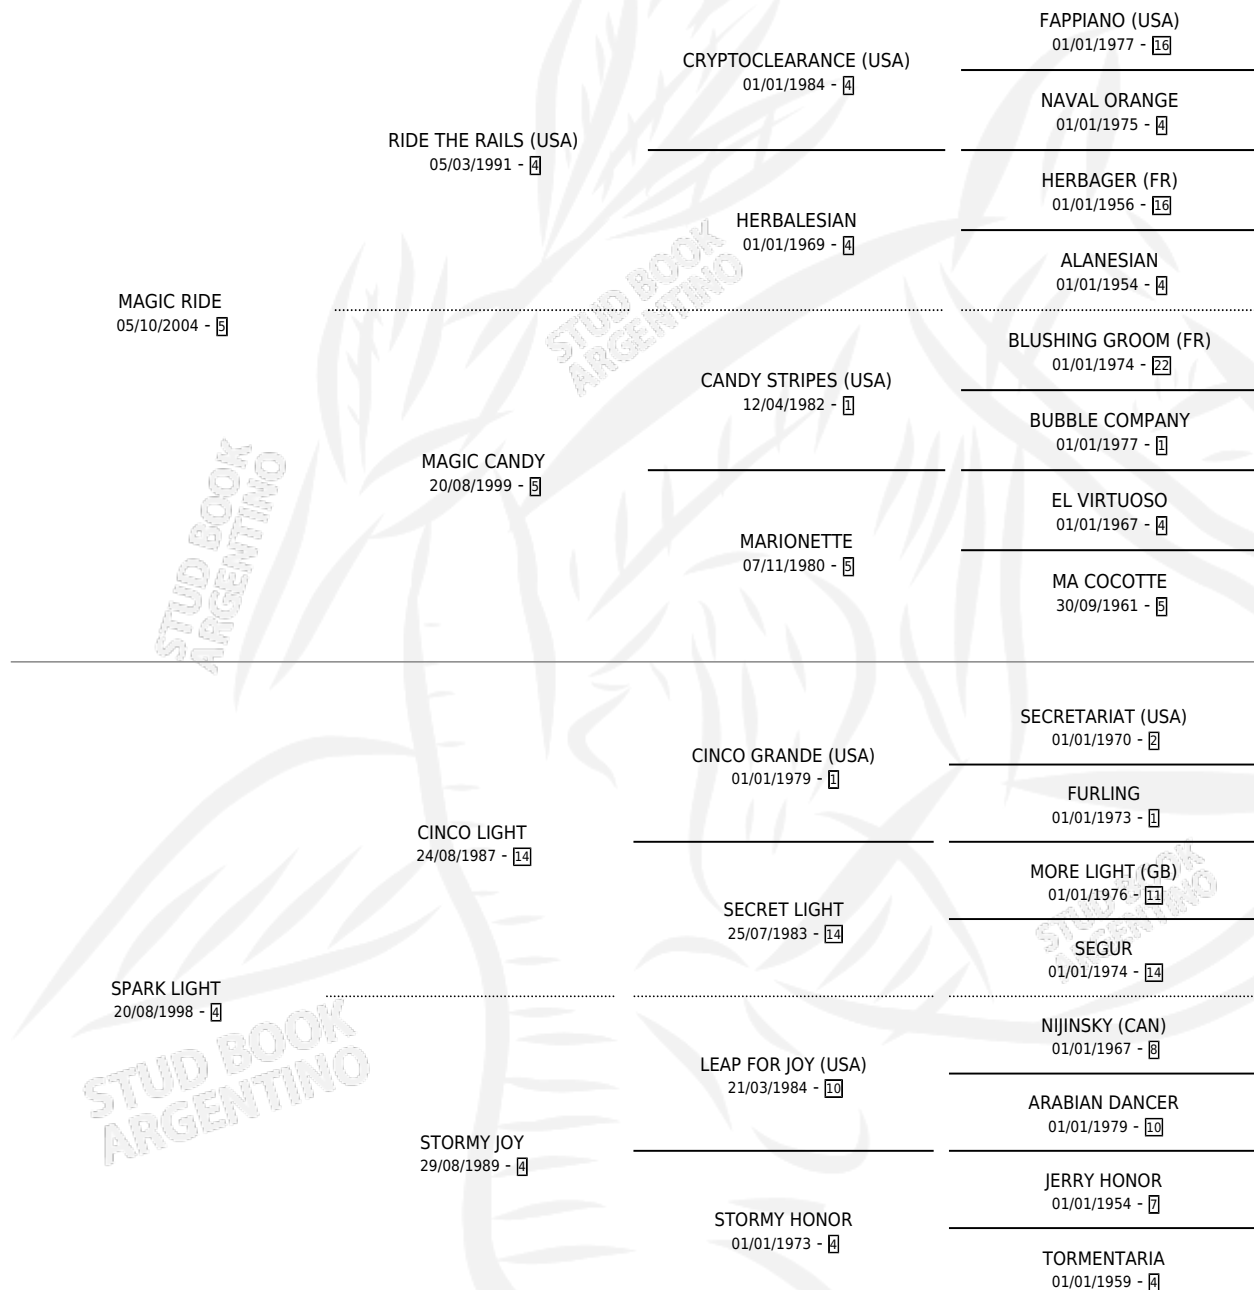 FAPPIANO (USA)
01/01/1977 - 16
CRYPTOCLEARANCE (USA)
01/01/1984 - 4
NAVAL ORANGE
01/01/1975 - 4
RIDE THE RAILS (USA)
05/03/1991 - 4
HERBAGER (FR)
01/01/1956 - 16
HERBALESIAN
01/01/1969 - 4
ALANESIAN
01/01/1954 - 4
MAGIC RIDE
05/10/2004 - 5
STUD BOOK
ARGENTINO
BLUSHING GROOM (FR)
01/01/1974 - 22
CANDY STRIPES (USA)
12/04/1982 - 1
BUBBLE COMPANY
01/01/1977 - 1
MAGIC CANDY
20/08/1999 - 5
EL VIRTUOSO
01/01/1967 - 4
MARIONETTE
07/11/1980 - 5
MA COCOTTE
30/09/1961 - 5
STUD BOOK
ARGENTINO
SECRETARIAT (USA)
01/01/1970 - 2
CINCO GRANDE (USA)
01/01/1979 - 1
FURLING
01/01/1973 - 1
CINCO LIGHT
24/08/1987 - 14
MORE LIGHT (GB)
01/01/1976 - 11
SECRET LIGHT
25/07/1983 - 14
STUD BOOK
ARGENTINO
SEGUR
01/01/1974 - 14
SPARK LIGHT
20/08/1998 - 4
NIJINSKY (CAN)
01/01/1967 - 8
LEAP FOR JOY (USA)
21/03/1984 - 10
STUD BOOK
ARGENTINO
ARABIAN DANCER
01/01/1979 - 10
STORMY JOY
29/08/1989 - 4
JERRY HONOR
01/01/1954 - 7
STORMY HONOR
01/01/1973 - 4
TORMENTARIA
01/01/1959 - 4